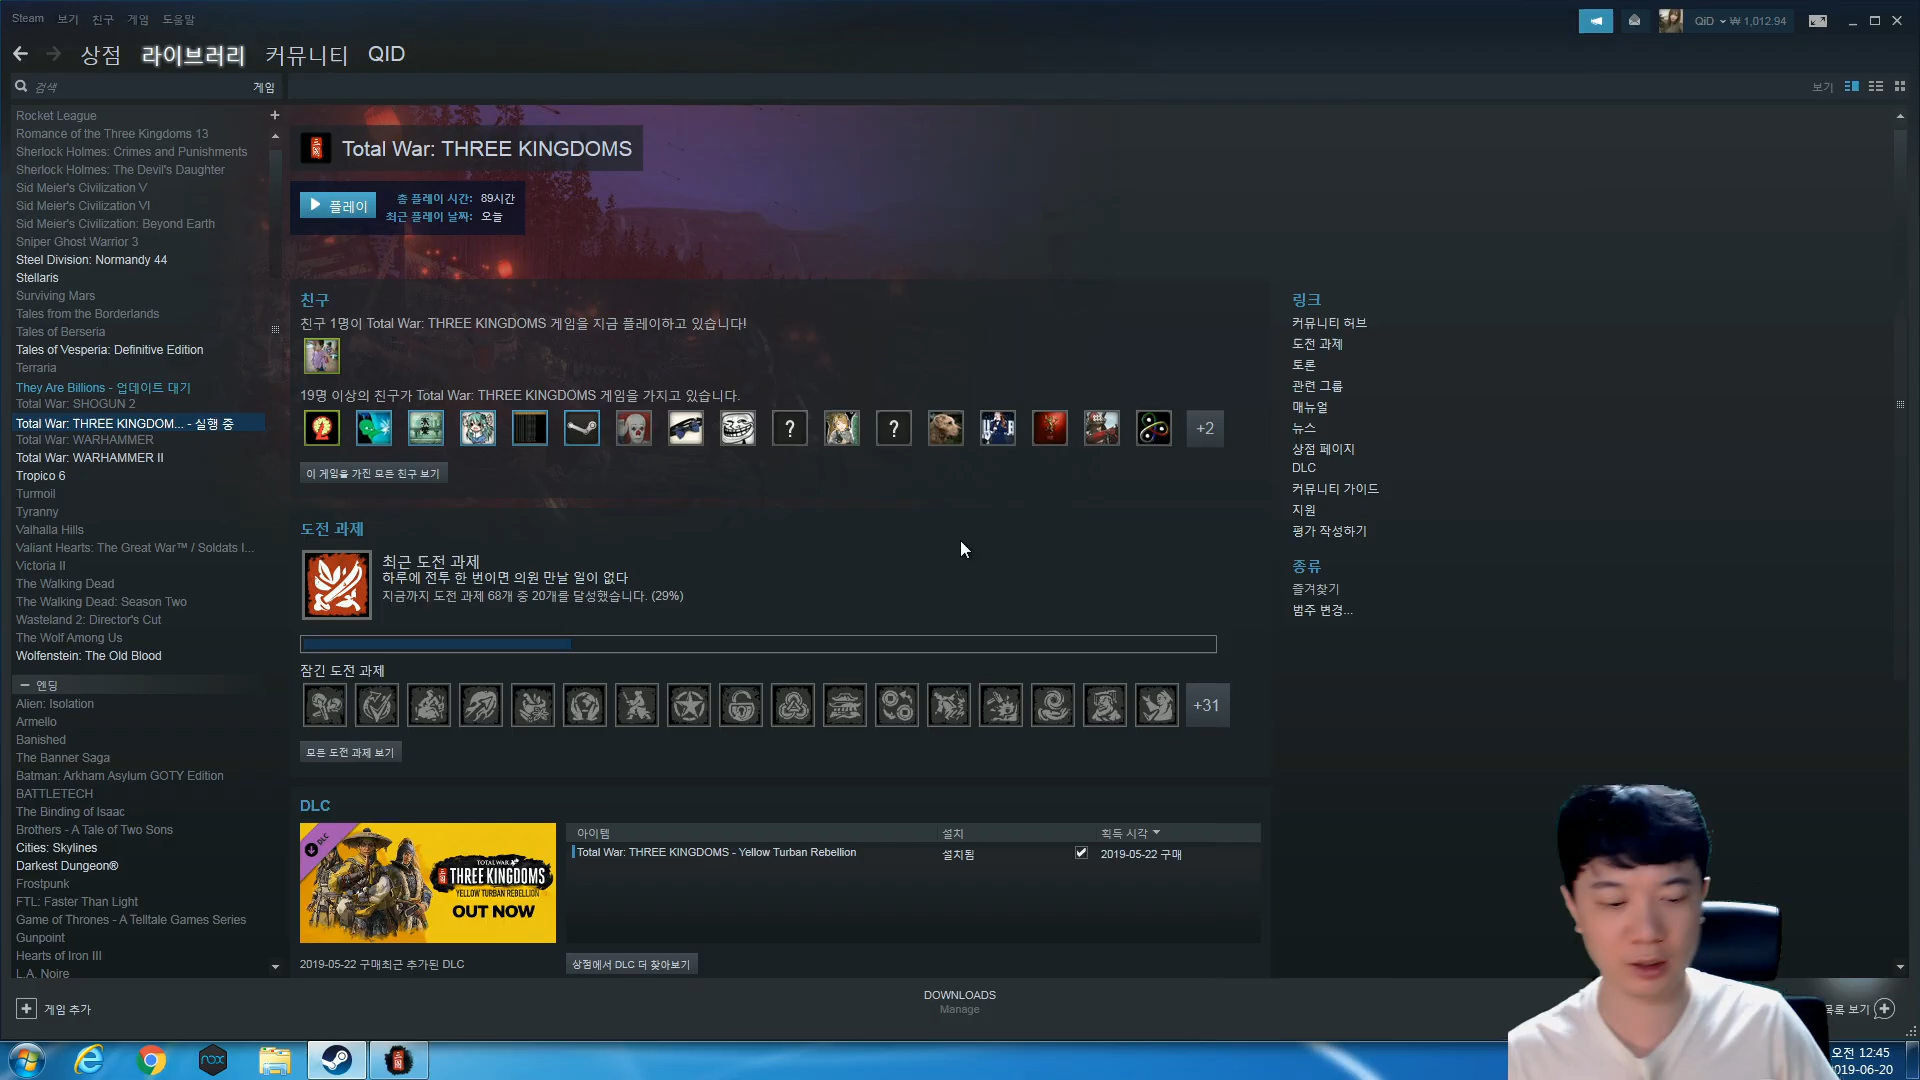 Steam 보기 친구 게임 도움말
QiD ₩ 1,012.94
상점 라이브러리 커뮤니티 QID
검색 게임
보기
Rocket League
Romance of the Three Kingdoms 13
Sherlock Holmes: Crimes and Punishments
Sherlock Holmes: The Devil's Daughter
Sid Meier's Civilization V
Sid Meier's Civilization VI
Sid Meier's Civilization: Beyond Earth
Sniper Ghost Warrior 3
Steel Division: Normandy 44
Stellaris
Surviving Mars
Tales from the Borderlands
Tales of Berseria
Tales of Vesperia: Definitive Edition
Terraria
They Are Billions - 업데이트 대기
Total War: SHOGUN 2
Total War: THREE KINGDOM... - 실행 중
Total War: WARHAMMER
Total War: WARHAMMER II
Tropico 6
Turmoil
Tyranny
Valhalla Hills
Valiant Hearts: The Great War™ / Soldats I...
Victoria II
The Walking Dead
The Walking Dead: Season Two
Wasteland 2: Director's Cut
The Wolf Among Us
Wolfenstein: The Old Blood
엔딩
Alien: Isolation
Armello
Banished
The Banner Saga
Batman: Arkham Asylum GOTY Edition
BATTLETECH
The Binding of Isaac
Brothers - A Tale of Two Sons
Cities: Skylines
Darkest Dungeon®
Frostpunk
FTL: Faster Than Light
Game of Thrones - A Telltale Games Series
Gunpoint
Hearts of Iron III
L.A. Noire
Total War: THREE KINGDOMS
플레이
총 플레이 시간: 89시간
최근 플레이 날짜: 오늘
친구
친구 1명이 Total War: THREE KINGDOMS 게임을 지금 플레이하고 있습니다!
19명 이상의 친구가 Total War: THREE KINGDOMS 게임을 가지고 있습니다.
? ? +2
이 게임을 가진 모든 친구 보기
도전 과제
최근 도전 과제
하루에 전투 한 번이면 의원 만날 일이 없다
지금까지 도전 과제 68개 중 20개를 달성했습니다. (29%)
잠긴 도전 과제
+31
모든 도전 과제 보기
DLC
DLC
TOTAL WAR
THREE KINGDOMS
YELLOW TURBAN REBELLION
OUT NOW
2019-05-22 구매최근 추가된 DLC
아이템 설치 획득 시각
Total War: THREE KINGDOMS - Yellow Turban Rebellion 설치됨 2019-05-22 구매
상점에서 DLC 더 찾아보기
링크
커뮤니티 허브
도전 과제
토론
관련 그룹
매뉴얼
뉴스
상점 페이지
DLC
커뮤니티 가이드
지원
평가 작성하기
종류
즐겨찾기
범주 변경...
게임 추가
DOWNLOADS
Manage
목록 보기
nox
오전 12:45
2019-06-20